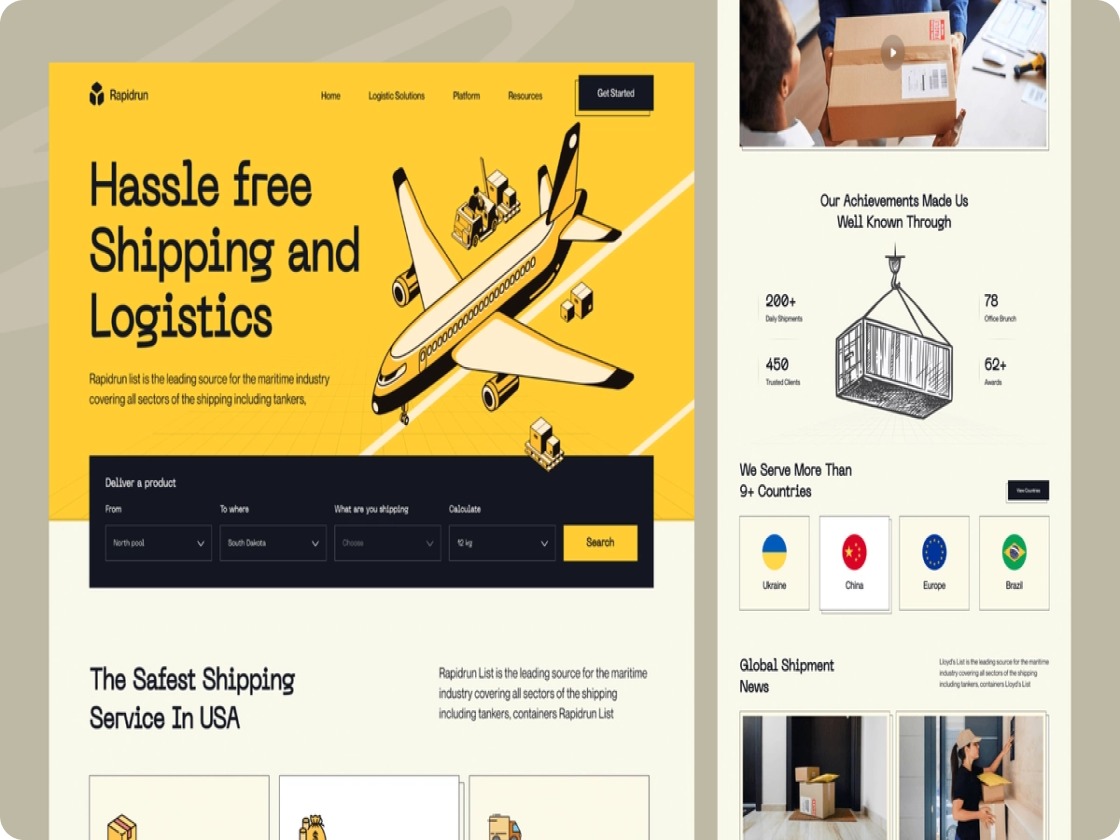 Rapidrun
Home
Logistic Solutions
Platform
Resources
Get Started
Hassle free
Shipping and
Logistics
Rapidrun list is the leading source for the maritime industry
covering all sectors of the shipping including tankers,
Deliver a product
From
To where
What are you shipping
Calculate
North pool
South Dakota
Choose
12 kg
Search
The Safest Shipping
Service In USA
Rapidrun List is the leading source for the maritime
industry covering all sectors of the shipping
including tankers, containers Rapidrun List
Our Achievements Made Us
Well Known Through
200+
Daily Shipments
78
Office Brunch
450
Trusted Clients
62+
Awards
We Serve More Than
9+ Countries
View Countries
Ukraine
China
Europe
Brazil
Global Shipment
News
Lloyd's List is the leading source for the maritime
industry covering all sectors of the shipping
including tankers, containers Lloyd's List